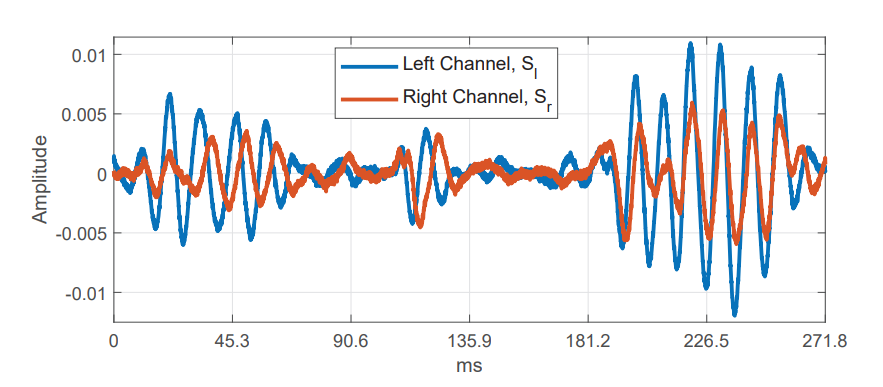 0.01
0.005
0
-0.005
-0.01
Amplitude
Left Channel, S_l
Right Channel, S_r
0 45.3 90.6 135.9 181.2 226.5 271.8
ms